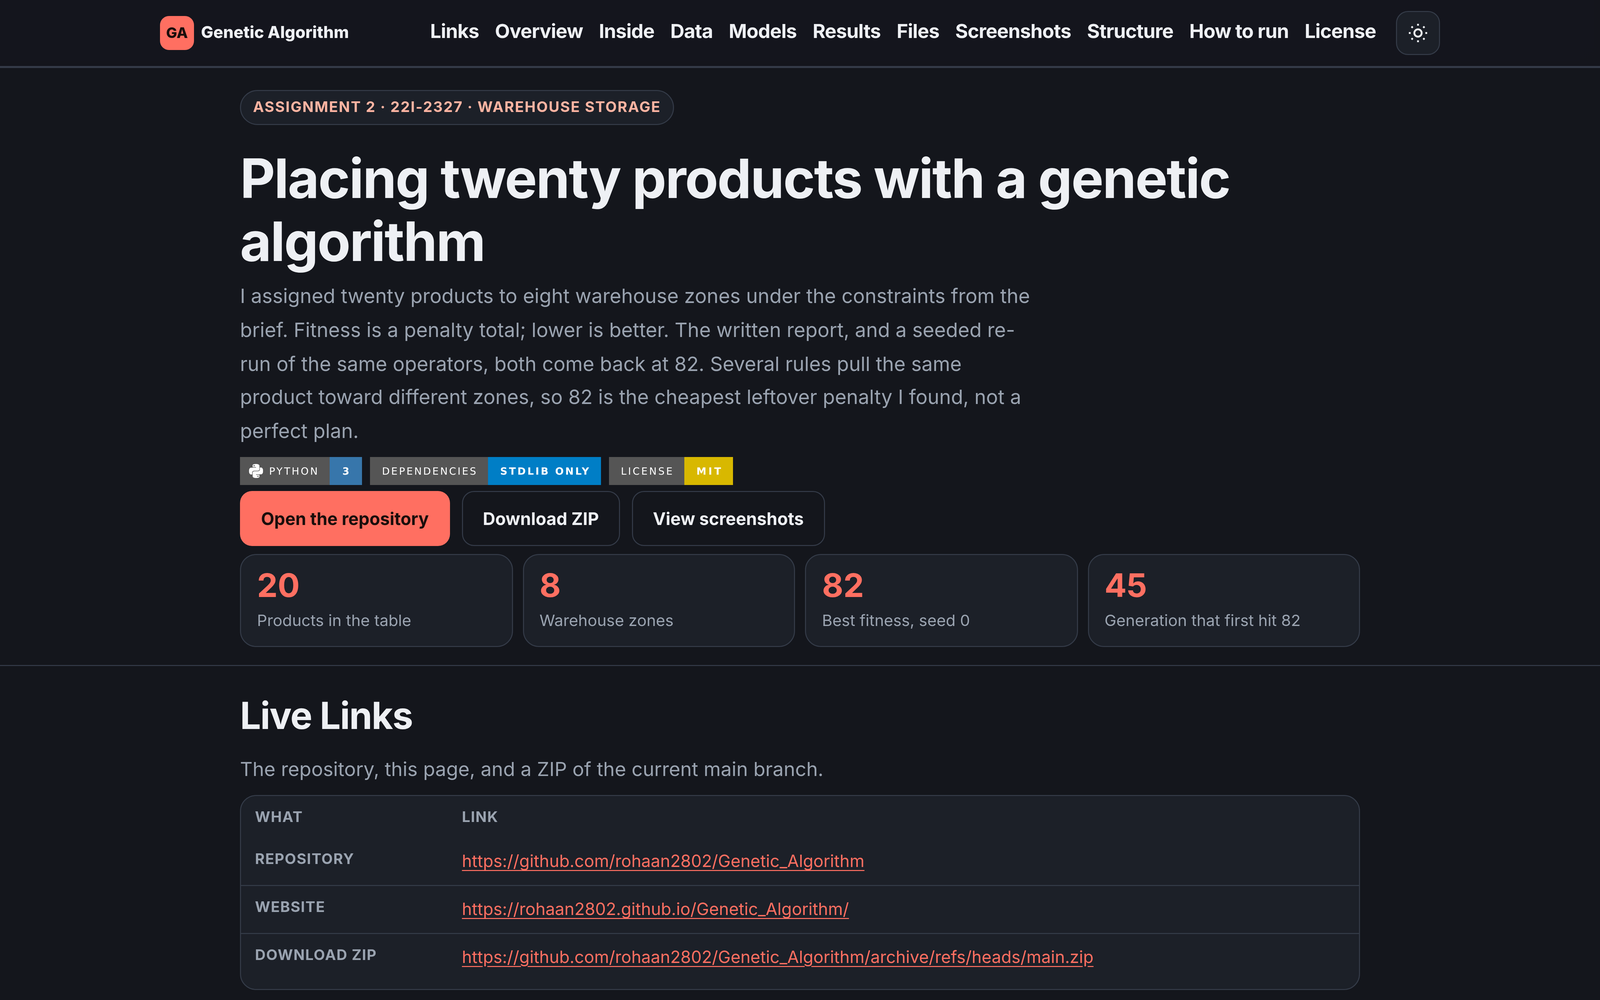 GA Genetic Algorithm Links Overview Inside Data Models Results Files Screenshots Structure How to run License
ASSIGNMENT 2 · 22I-2327 · WAREHOUSE STORAGE
Placing twenty products with a genetic
algorithm
I assigned twenty products to eight warehouse zones under the constraints from the
brief. Fitness is a penalty total; lower is better. The written report, and a seeded re-
run of the same operators, both come back at 82. Several rules pull the same
product toward different zones, so 82 is the cheapest leftover penalty I found, not a
perfect plan.
PYTHON 3 DEPENDENCIES STDLIB ONLY LICENSE MIT
Open the repository Download ZIP View screenshots
20 8 82 45
Products in the table Warehouse zones Best fitness, seed 0 Generation that first hit 82
Live Links
The repository, this page, and a ZIP of the current main branch.
WHAT LINK
REPOSITORY https://github.com/rohaan2802/Genetic_Algorithm
WEBSITE https://rohaan2802.github.io/Genetic_Algorithm/
DOWNLOAD ZIP https://github.com/rohaan2802/Genetic_Algorithm/archive/refs/heads/main.zip